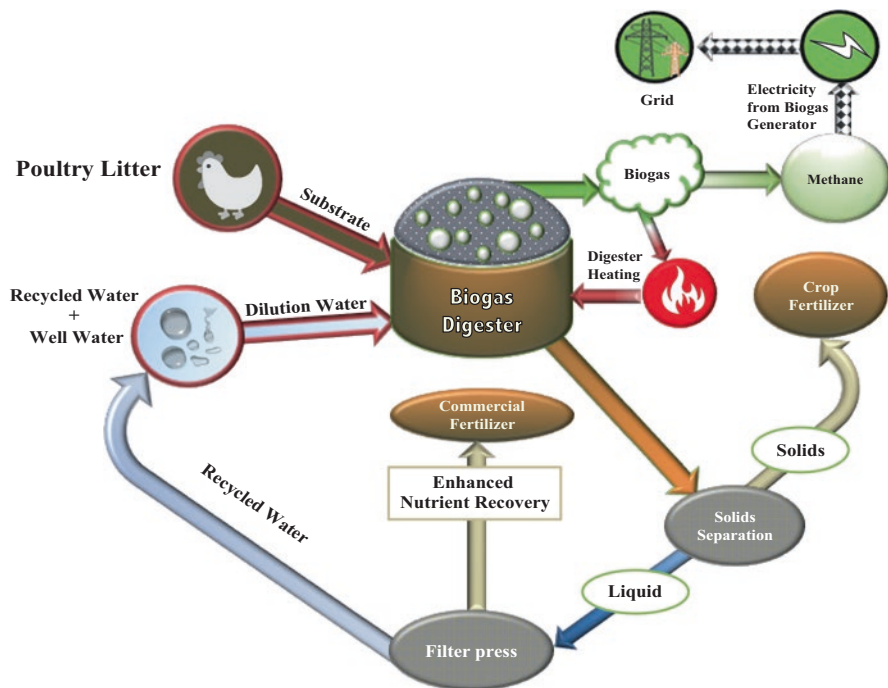 Grid
Electricity
from Biogas
Generator
Poultry Litter
Substrate
Biogas
Methane
Recycled Water
+
Well Water
Dilution Water
Biogas
Digester
Digester
Heating
Crop
Fertilizer
Commercial
Fertilizer
Enhanced
Nutrient Recovery
Solids
Recycled Water
Solids
Separation
Liquid
Filter press